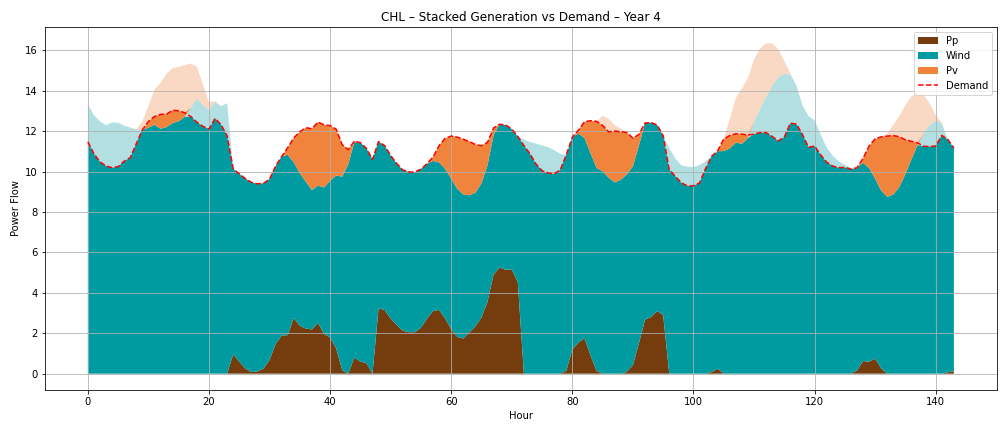 CHL – Stacked Generation vs Demand – Year 4
Power Flow
16
14
12
10
8
6
4
2
0
Pp
Wind
Pv
Demand
0 20 40 60 80 100 120 140
Hour